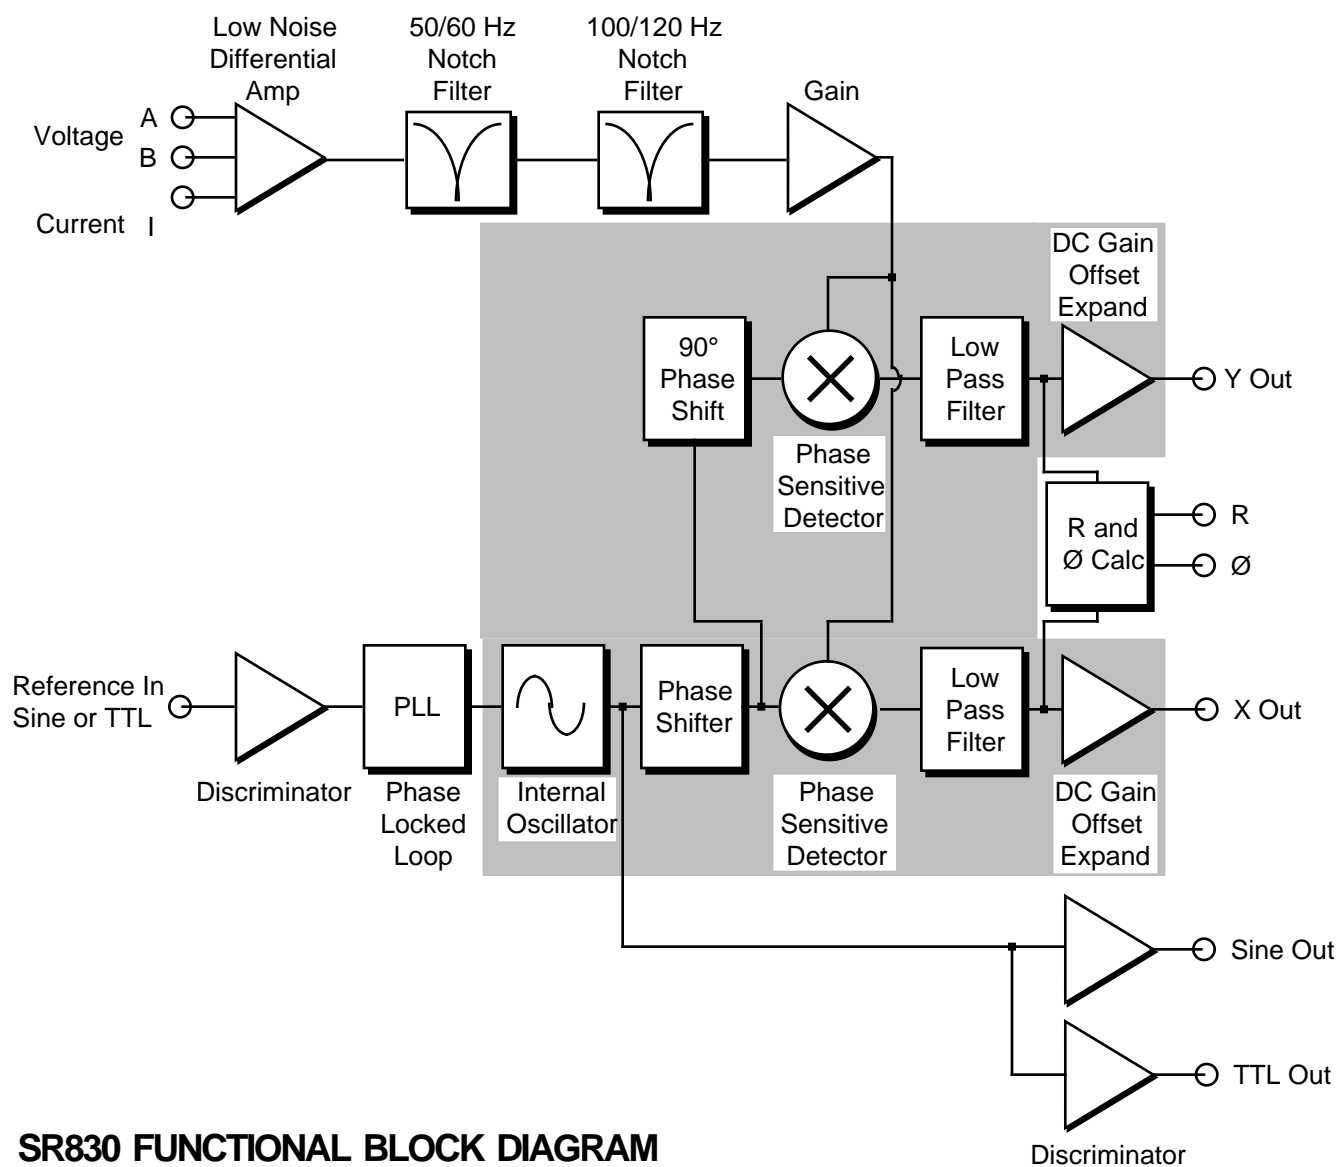 Low Noise
Differential
Amp
50/60 Hz
Notch
Filter
100/120 Hz
Notch
Filter
Gain
Voltage
A
B
Current
I
DC Gain
Offset
Expand
90°
Phase
Shift
Low
Pass
Filter
Y Out
Phase
Sensitive
Detector
R and
Ø Calc
R
Ø
Reference In
Sine or TTL
PLL
Phase
Shifter
Low
Pass
Filter
X Out
Discriminator
Phase
Locked
Loop
Internal
Oscillator
Phase
Sensitive
Detector
DC Gain
Offset
Expand
Sine Out
TTL Out
Discriminator
SR830 FUNCTIONAL BLOCK DIAGRAM